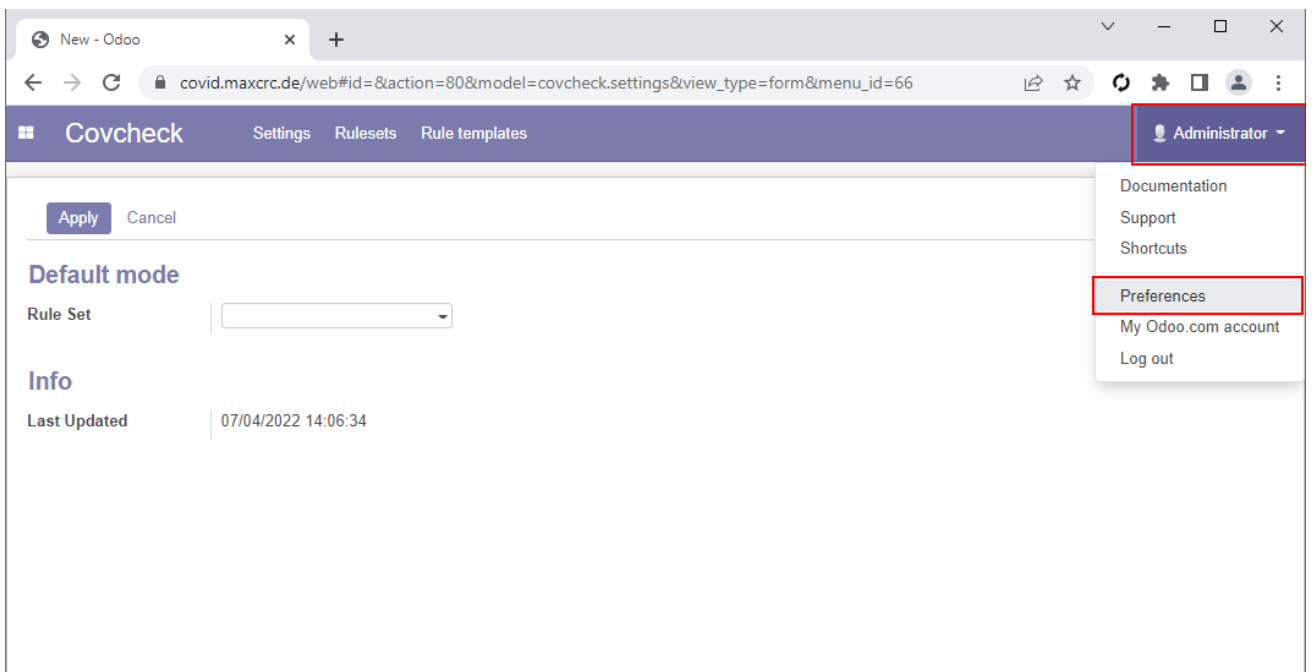 New - Odoo
covid.maxcrc.de/web#id=&action=80&model=covcheck.settings&view_type=form&menu_id=66
Covcheck Settings Rulesets Rule templates Administrator
Documentation
Support
Shortcuts
Preferences
My Odoo.com account
Log out
Apply Cancel
Default mode
Rule Set
Info
Last Updated 07/04/2022 14:06:34